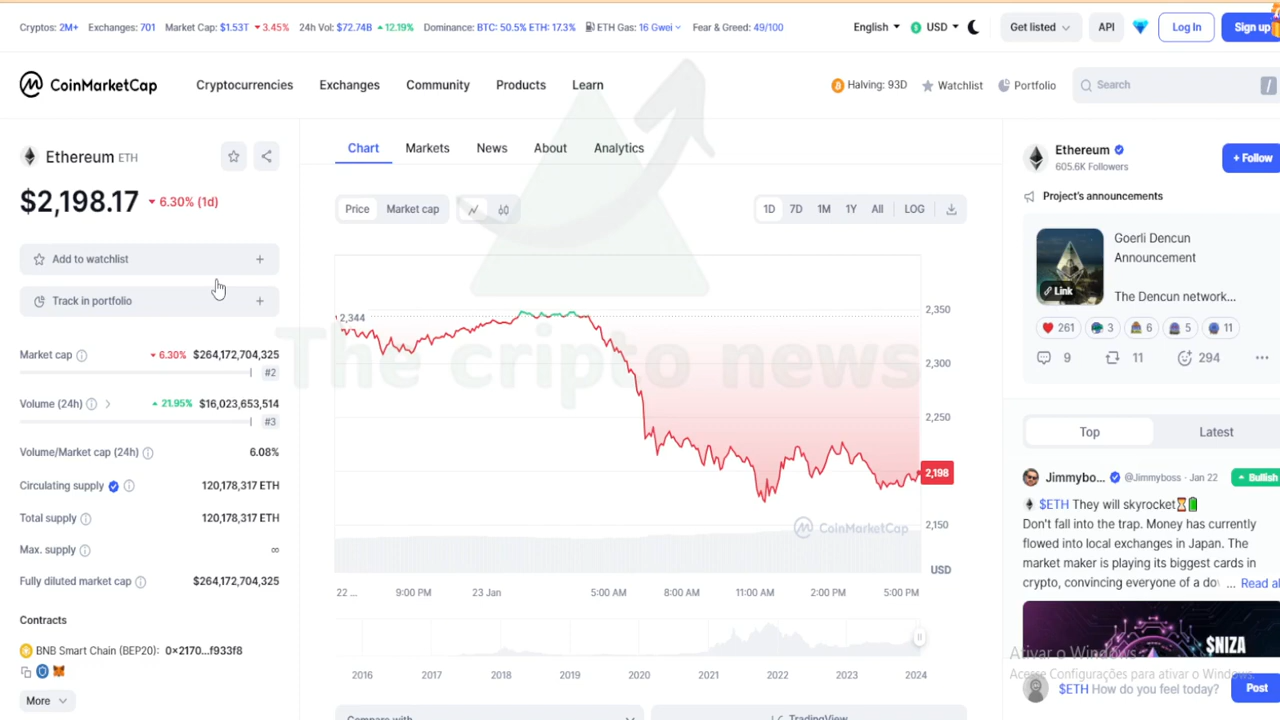 Cryptos: 2M+ Exchanges: 701 Market Cap: $1.53T 3.45% 24h Vol: $72.74B 12.19% Dominance: BTC: 50.5% ETH: 17.3% ETH Gas: 16 Gwei Fear & Greed: 49/100
English USD Get listed API Log In Sign up
CoinMarketCap Cryptocurrencies Exchanges Community Products Learn
Halving: 93D Watchlist Portfolio Search /
Ethereum ETH
$2,198.17 6.30% (1d)
Add to watchlist +
Track in portfolio +
Market cap 6.30% $264,172,704,325
#2
Volume (24h) 21.95% $16,023,653,514
#3
Volume/Market cap (24h) 6.08%
Circulating supply 120,178,317 ETH
Total supply 120,178,317 ETH
Max. supply ∞
Fully diluted market cap $264,172,704,325
Contracts
BNB Smart Chain (BEP20): 0x2170...f933f8
More
Chart Markets News About Analytics
Price Market cap
1D 7D 1M 1Y All LOG
2,344
2,350
2,300
2,250
2,198
2,150
USD
The cripto news
CoinMarketCap
22 ... 9:00 PM 23 Jan 5:00 AM 8:00 AM 11:00 AM 2:00 PM 5:00 PM
2016 2017 2018 2019 2020 2021 2022 2023 2024
Compare with
TradingView
Ethereum
605.6K Followers
+ Follow
Project's announcements
Goerli Dencun
Announcement
The Dencun network...
Link
261 3 6 5 11
9 11 294 ...
Top Latest
Jimmybo... @Jimmyboss · Jan 22 Bullish
$ETH They will skyrocket
Don't fall into the trap. Money has currently
flowed into local exchanges in Japan. The
market maker is playing its biggest cards in
crypto, convincing everyone of a do ... Read al
$NIZA
Ativar o Windows
Acesse Configurações para ativar o Windows.
$ETH How do you feel today? Post